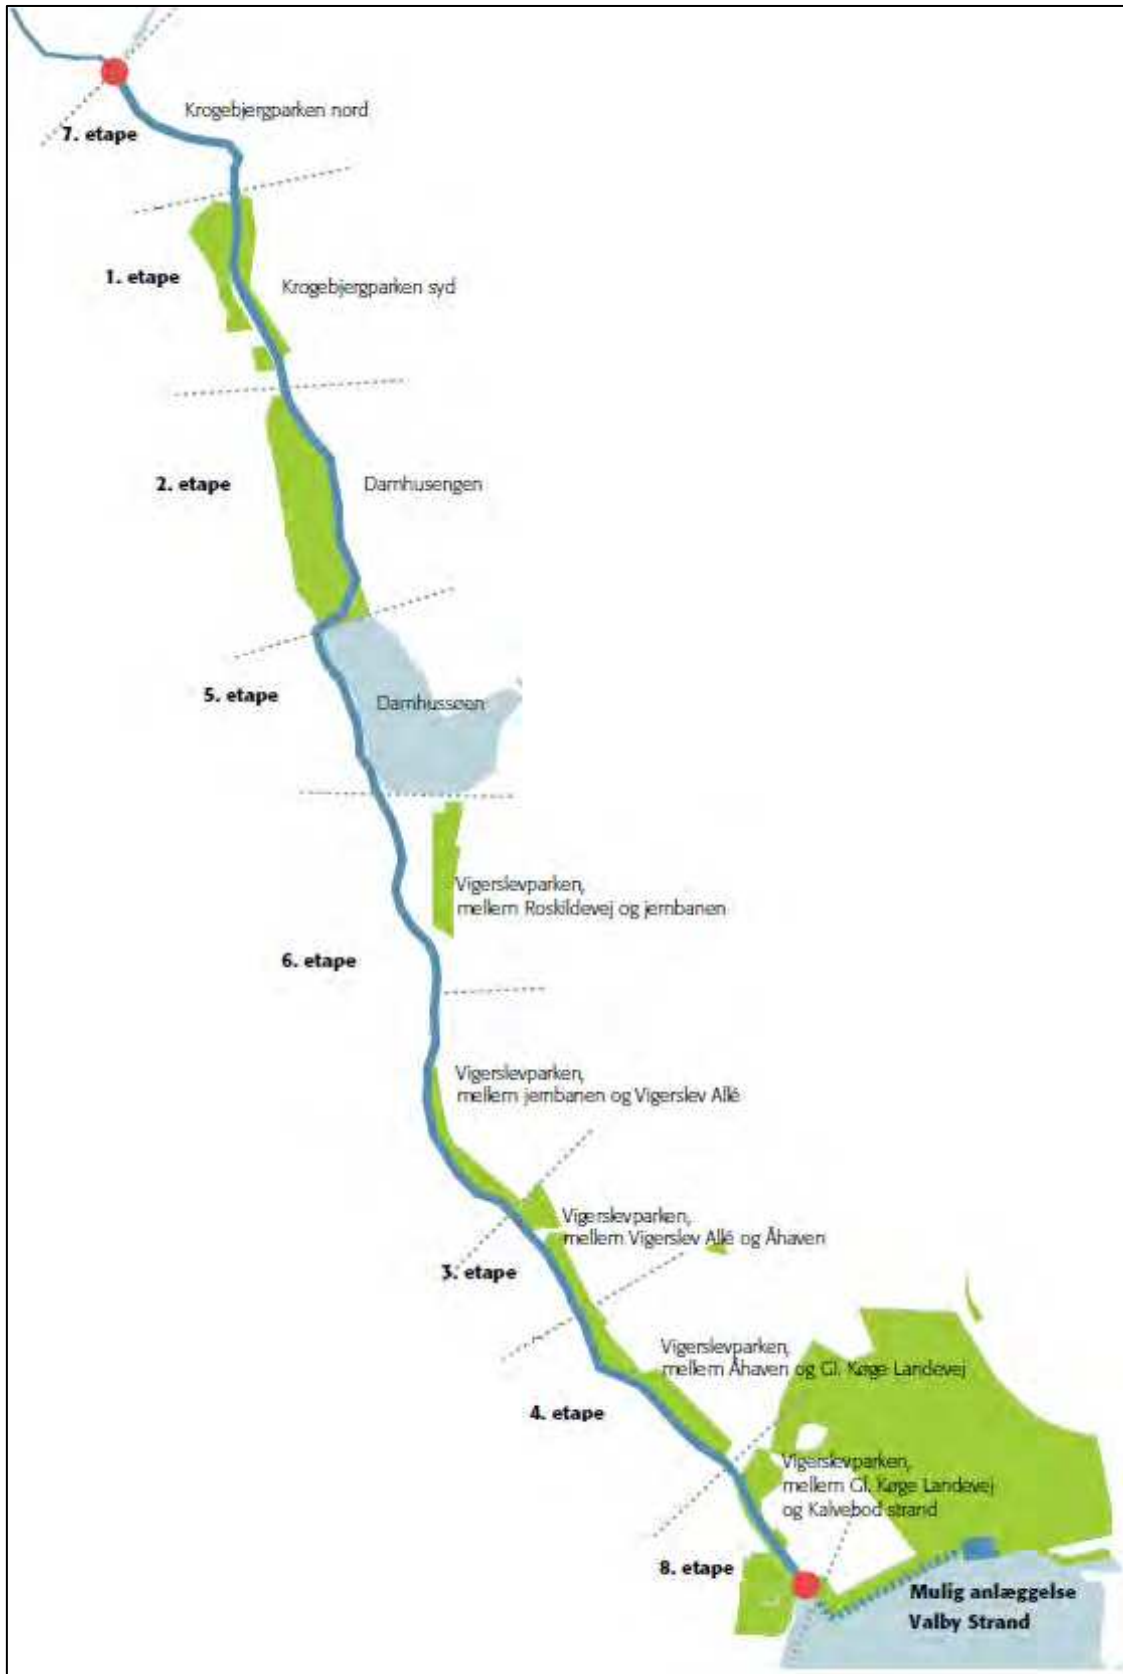 Krogebjergparken nord
7. etape
1. etape
Krogebjergparken syd
2. etape
Damhusengen
5. etape
Damhussøen
Vigerslevparken,
mellem Roskildevej og jernbanen
6. etape
Vigerslevparken,
mellem jernbanen og Vigerslev Allé
Vigerslevparken,
mellem Vigerslev Allé og Åhaven
3. etape
Vigerslevparken,
mellem Åhaven og Gl. Køge Landevej
4. etape
Vigerslevparken,
mellem Gl. Køge Landevej
og Kalvebod strand
8. etape
Mulig anlæggelse
Valby Strand